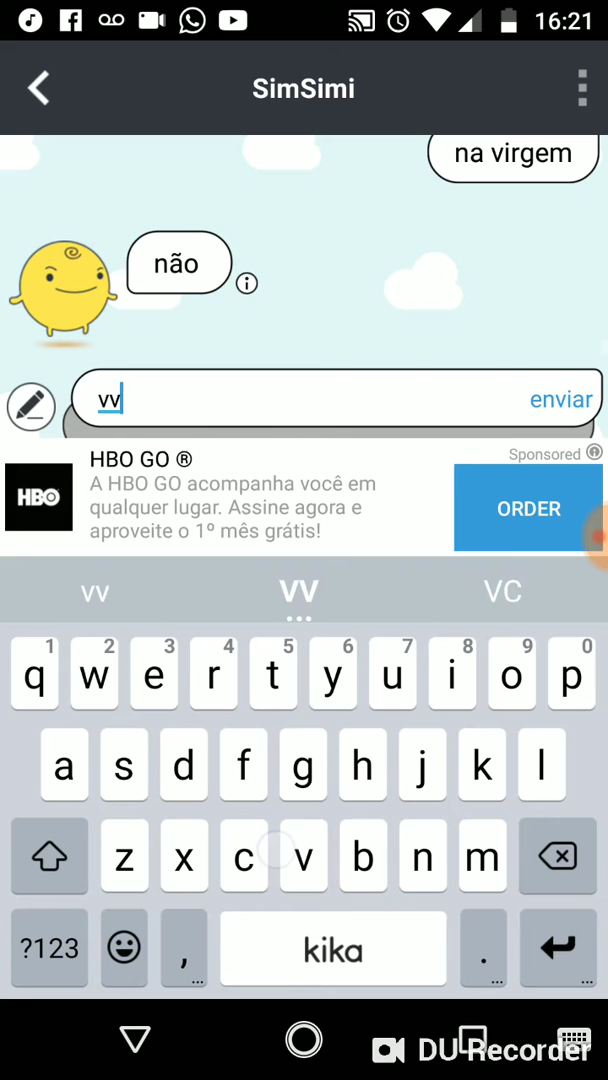 16:21
SimSimi
na virgem
não
vv
enviar
HBO GO ®
Sponsored
HBO
A HBO GO acompanha você em
qualquer lugar. Assine agora e
aproveite o 1º mês grátis!
ORDER
vv
VV
VC
1 2 3 4 5 6 7 8 9 0
q w e r t y u i o p
a s d f g h j k l
z x c v b n m
?123 , kika .
DU Recorder